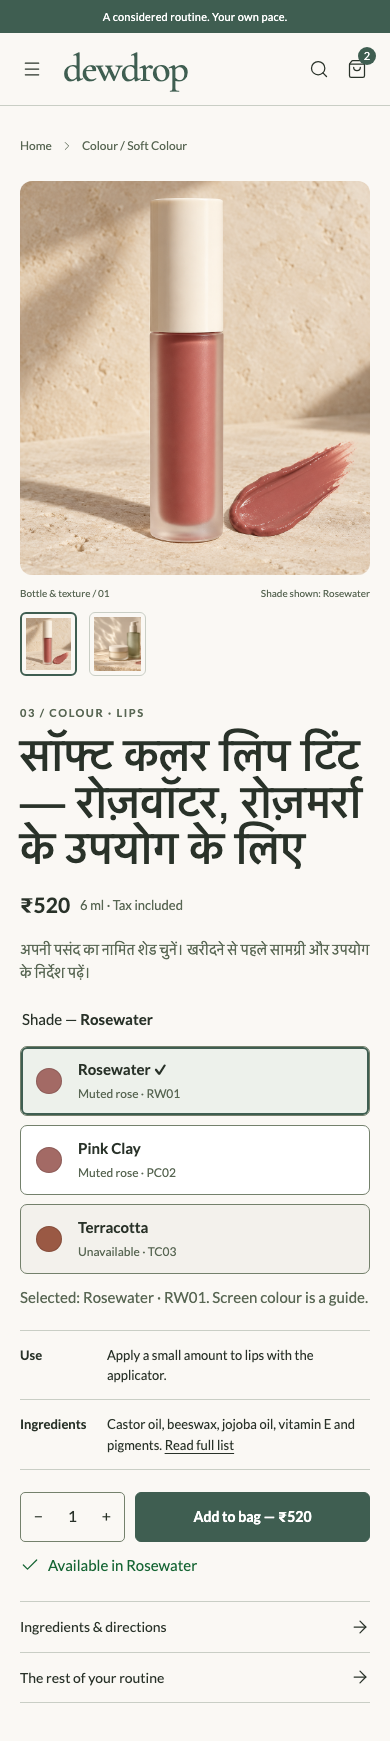 A considered routine. Your own pace.
dewdrop
2
Home
Colour / Soft Colour
Bottle & texture / 01
Shade shown: Rosewater
03 / COLOUR · LIPS
सॉफ्ट कलर लिप टिंट
— रोज़वॉटर, रोज़मर्रा
के उपयोग के लिए
₹520 6 ml · Tax included
अपनी पसंद का नामित शेड चुनें। खरीदने से पहले सामग्री और उपयोग
के निर्देश पढ़ें।
Shade — Rosewater
Rosewater ✓
Muted rose · RW01
Pink Clay
Muted rose · PC02
Terracotta
Unavailable · TC03
Selected: Rosewater · RW01. Screen colour is a guide.
Use
Apply a small amount to lips with the
applicator.
Ingredients
Castor oil, beeswax, jojoba oil, vitamin E and
pigments. Read full list
− 1 +
Add to bag — ₹520
Available in Rosewater
Ingredients & directions
The rest of your routine